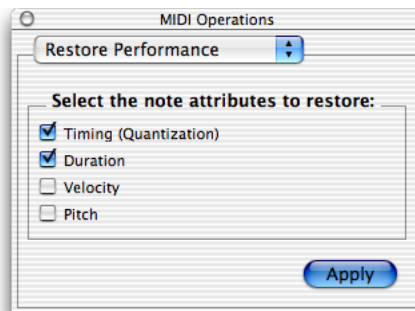 MIDI Operations
Restore Performance
Select the note attributes to restore:
Timing (Quantization)
Duration
Velocity
Pitch
Apply